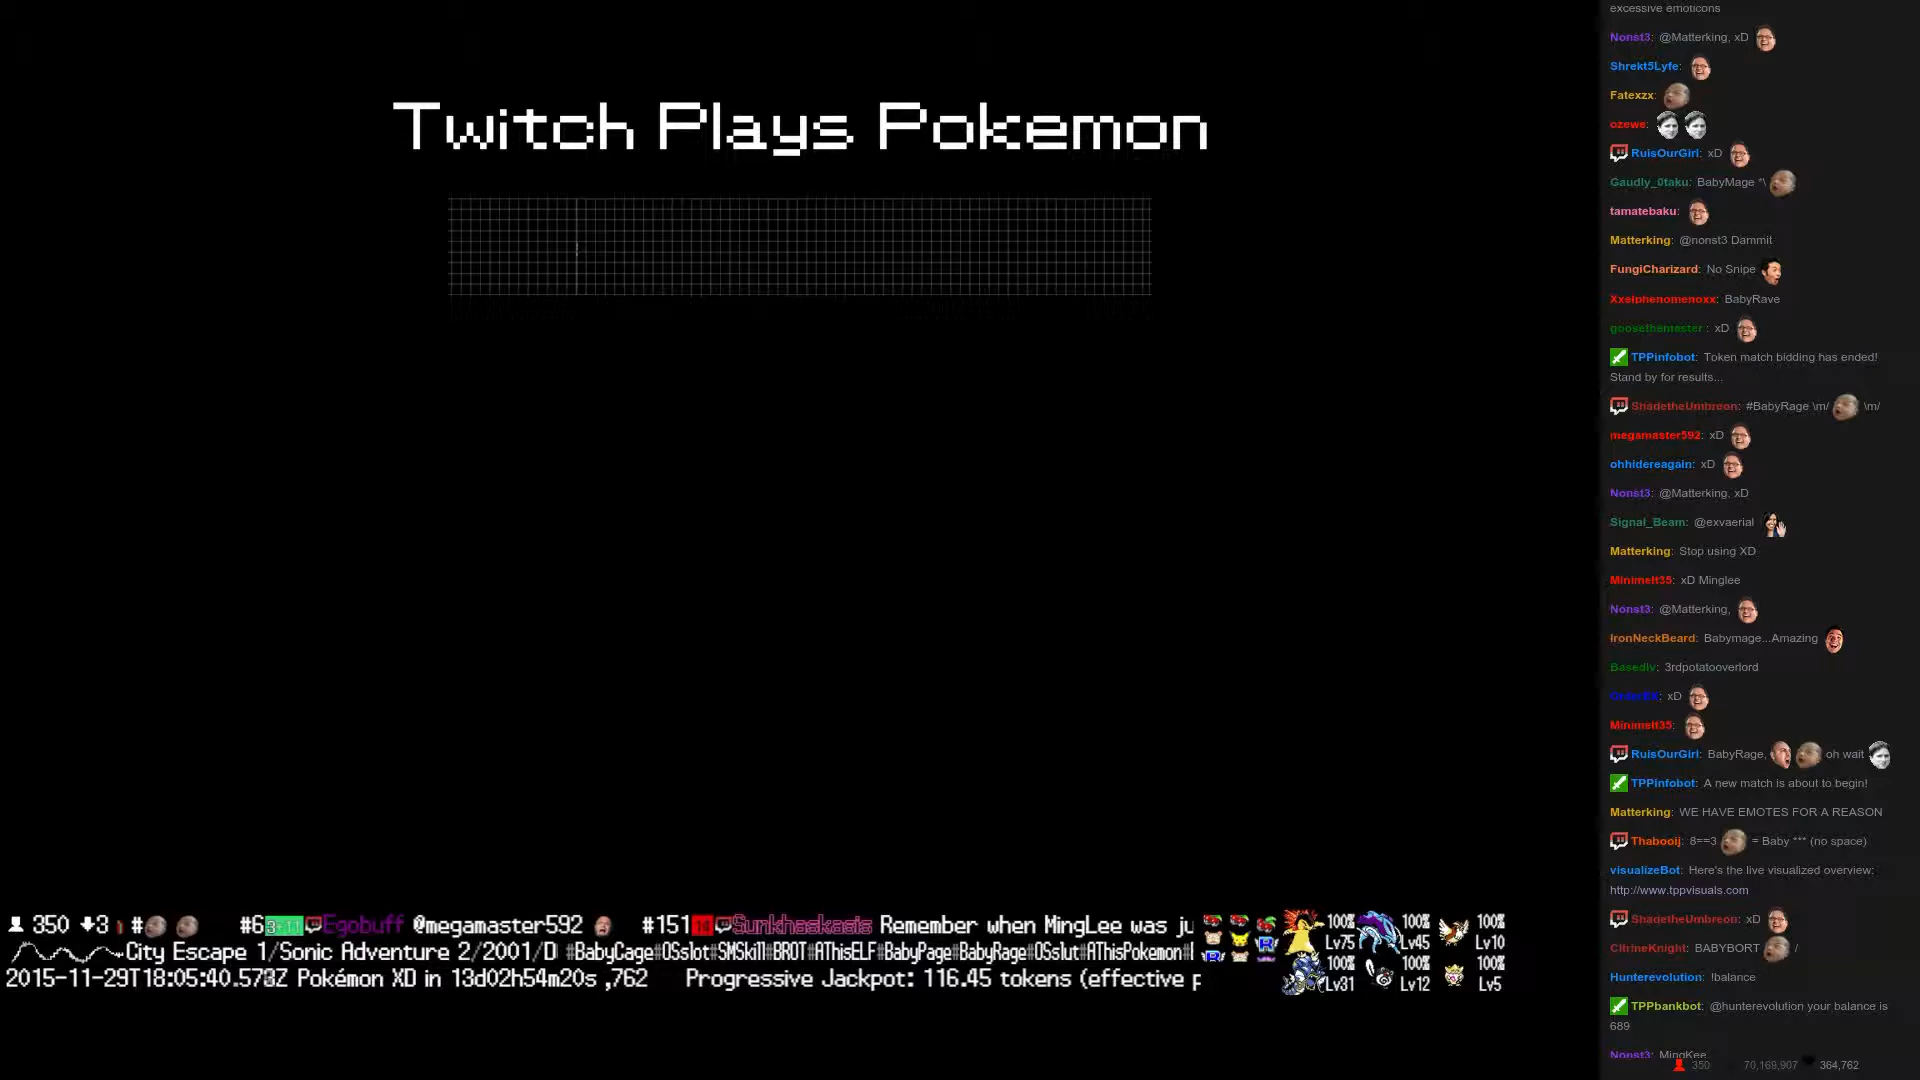 Twitch Plays Pokemon
350 3 # #6 3+11 Egobuff @megamaster592 #151 Sunkhaskasis Remember when MingLee was ju
City Escape 1/Sonic Adventure 2/2001/D #BabyCage#OSslot#SMSkill#BROT#AThisELF#BabyPage#BabyRage#OSslut#AThisPokemon#
2015-11-29T18:05:40. Pokémon XD in 13d02h54m20s ,762 Progressive Jackpot: 116.45 tokens (effective p
100% 100% 100%
Lv75 Lv45 Lv10
100% 100% 100%
Lv31 Lv12 Lv5
excessive emoticons
Nonst3: @Matterking, xD
Shrekt5Lyfe:
Fatexzx:
ozewe:
RuisOurGirl: xD
Gaudly_0taku: BabyMage *\
tamatebaku:
Matterking: @nonst3 Dammit
FungiCharizard: No Snipe
Xxeiphenomenoxx: BabyRave
goosethemaster : xD
TPPinfobot: Token match bidding has ended!
Stand by for results...
ShadetheUmbreon: #BabyRage \m/ \m/
megamaster592: xD
ohhidereagain: xD
Nonst3: @Matterking, xD
Signal_Beam: @exvaerial
Matterking: Stop using XD
Minimelt35: xD Minglee
Nonst3: @Matterking,
IronNeckBeard: Babymage...Amazing
Basedlv: 3rdpotatooverlord
xD
Minimelt35:
RuisOurGirl: BabyRage, oh wait
TPPinfobot: A new match is about to begin!
Matterking: WE HAVE EMOTES FOR A REASON
Thabooij: 8==3 = Baby *** (no space)
visualizeBot: Here's the live visualized overview:
http://www.tppvisuals.com
ShadetheUmbreon: xD
CitrineKnight: BABYBORT /
Hunterevolution: !balance
TPPbankbot: @hunterevolution your balance is
689
Nonst3: MingKee
350 70,169,907 364,762